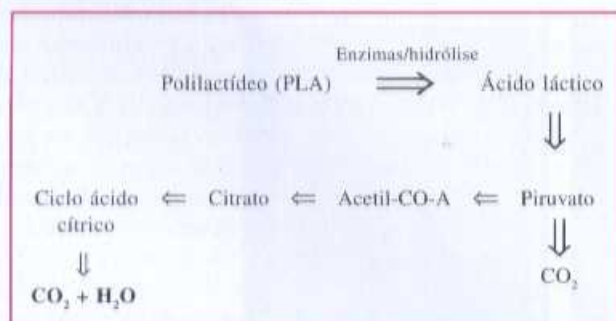 Enzimas/hidrólise
Polilactídeo (PLA) ⟹ Ácido láctico
⇓
Ciclo ácido cítrico ⇐ Citrato ⇐ Acetil-CO-A ⇐ Piruvato
⇓ ⇓
CO₂ + H₂O CO₂